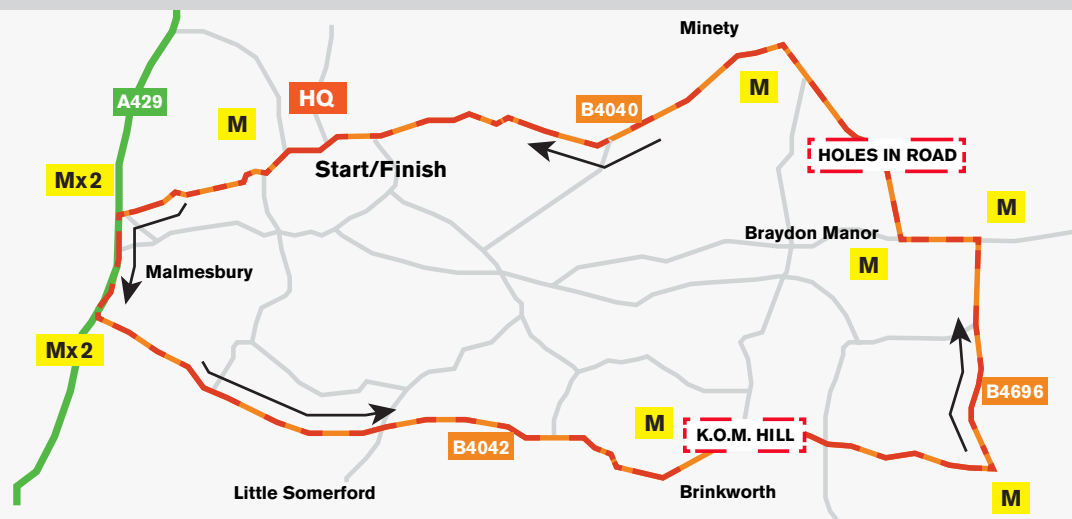 Minety
M
A429
HQ
B4040
M
HOLES IN ROAD
Start/Finish
Mx2
M
Braydon Manor
M
Malmesbury
Mx2
B4696
M
K.O.M. HILL
B4042
Little Somerford
Brinkworth
M